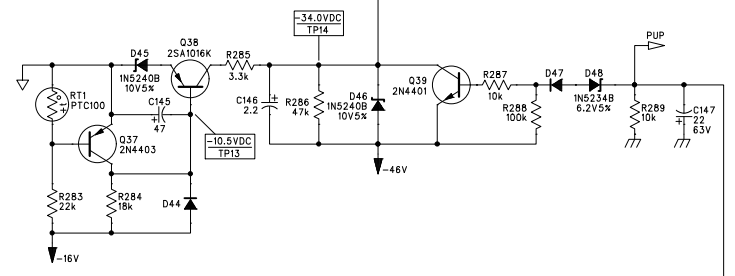 -34.0VDC
TP14
PUP
Q38
2SA1016K
D45
1N5240B
10V5%
R285
3.3k
RT1
PTC100
+t
C145
47
+
C146
2.2
+
R286
47k
D46
1N5240B
10V5%
Q39
2N4401
R287
10k
D47
D48
1N5234B
6.2V5%
R288
100k
R289
10k
C147
22
63V
+
Q37
2N4403
-10.5VDC
TP13
-46V
R283
22k
R284
18k
D44
-16V